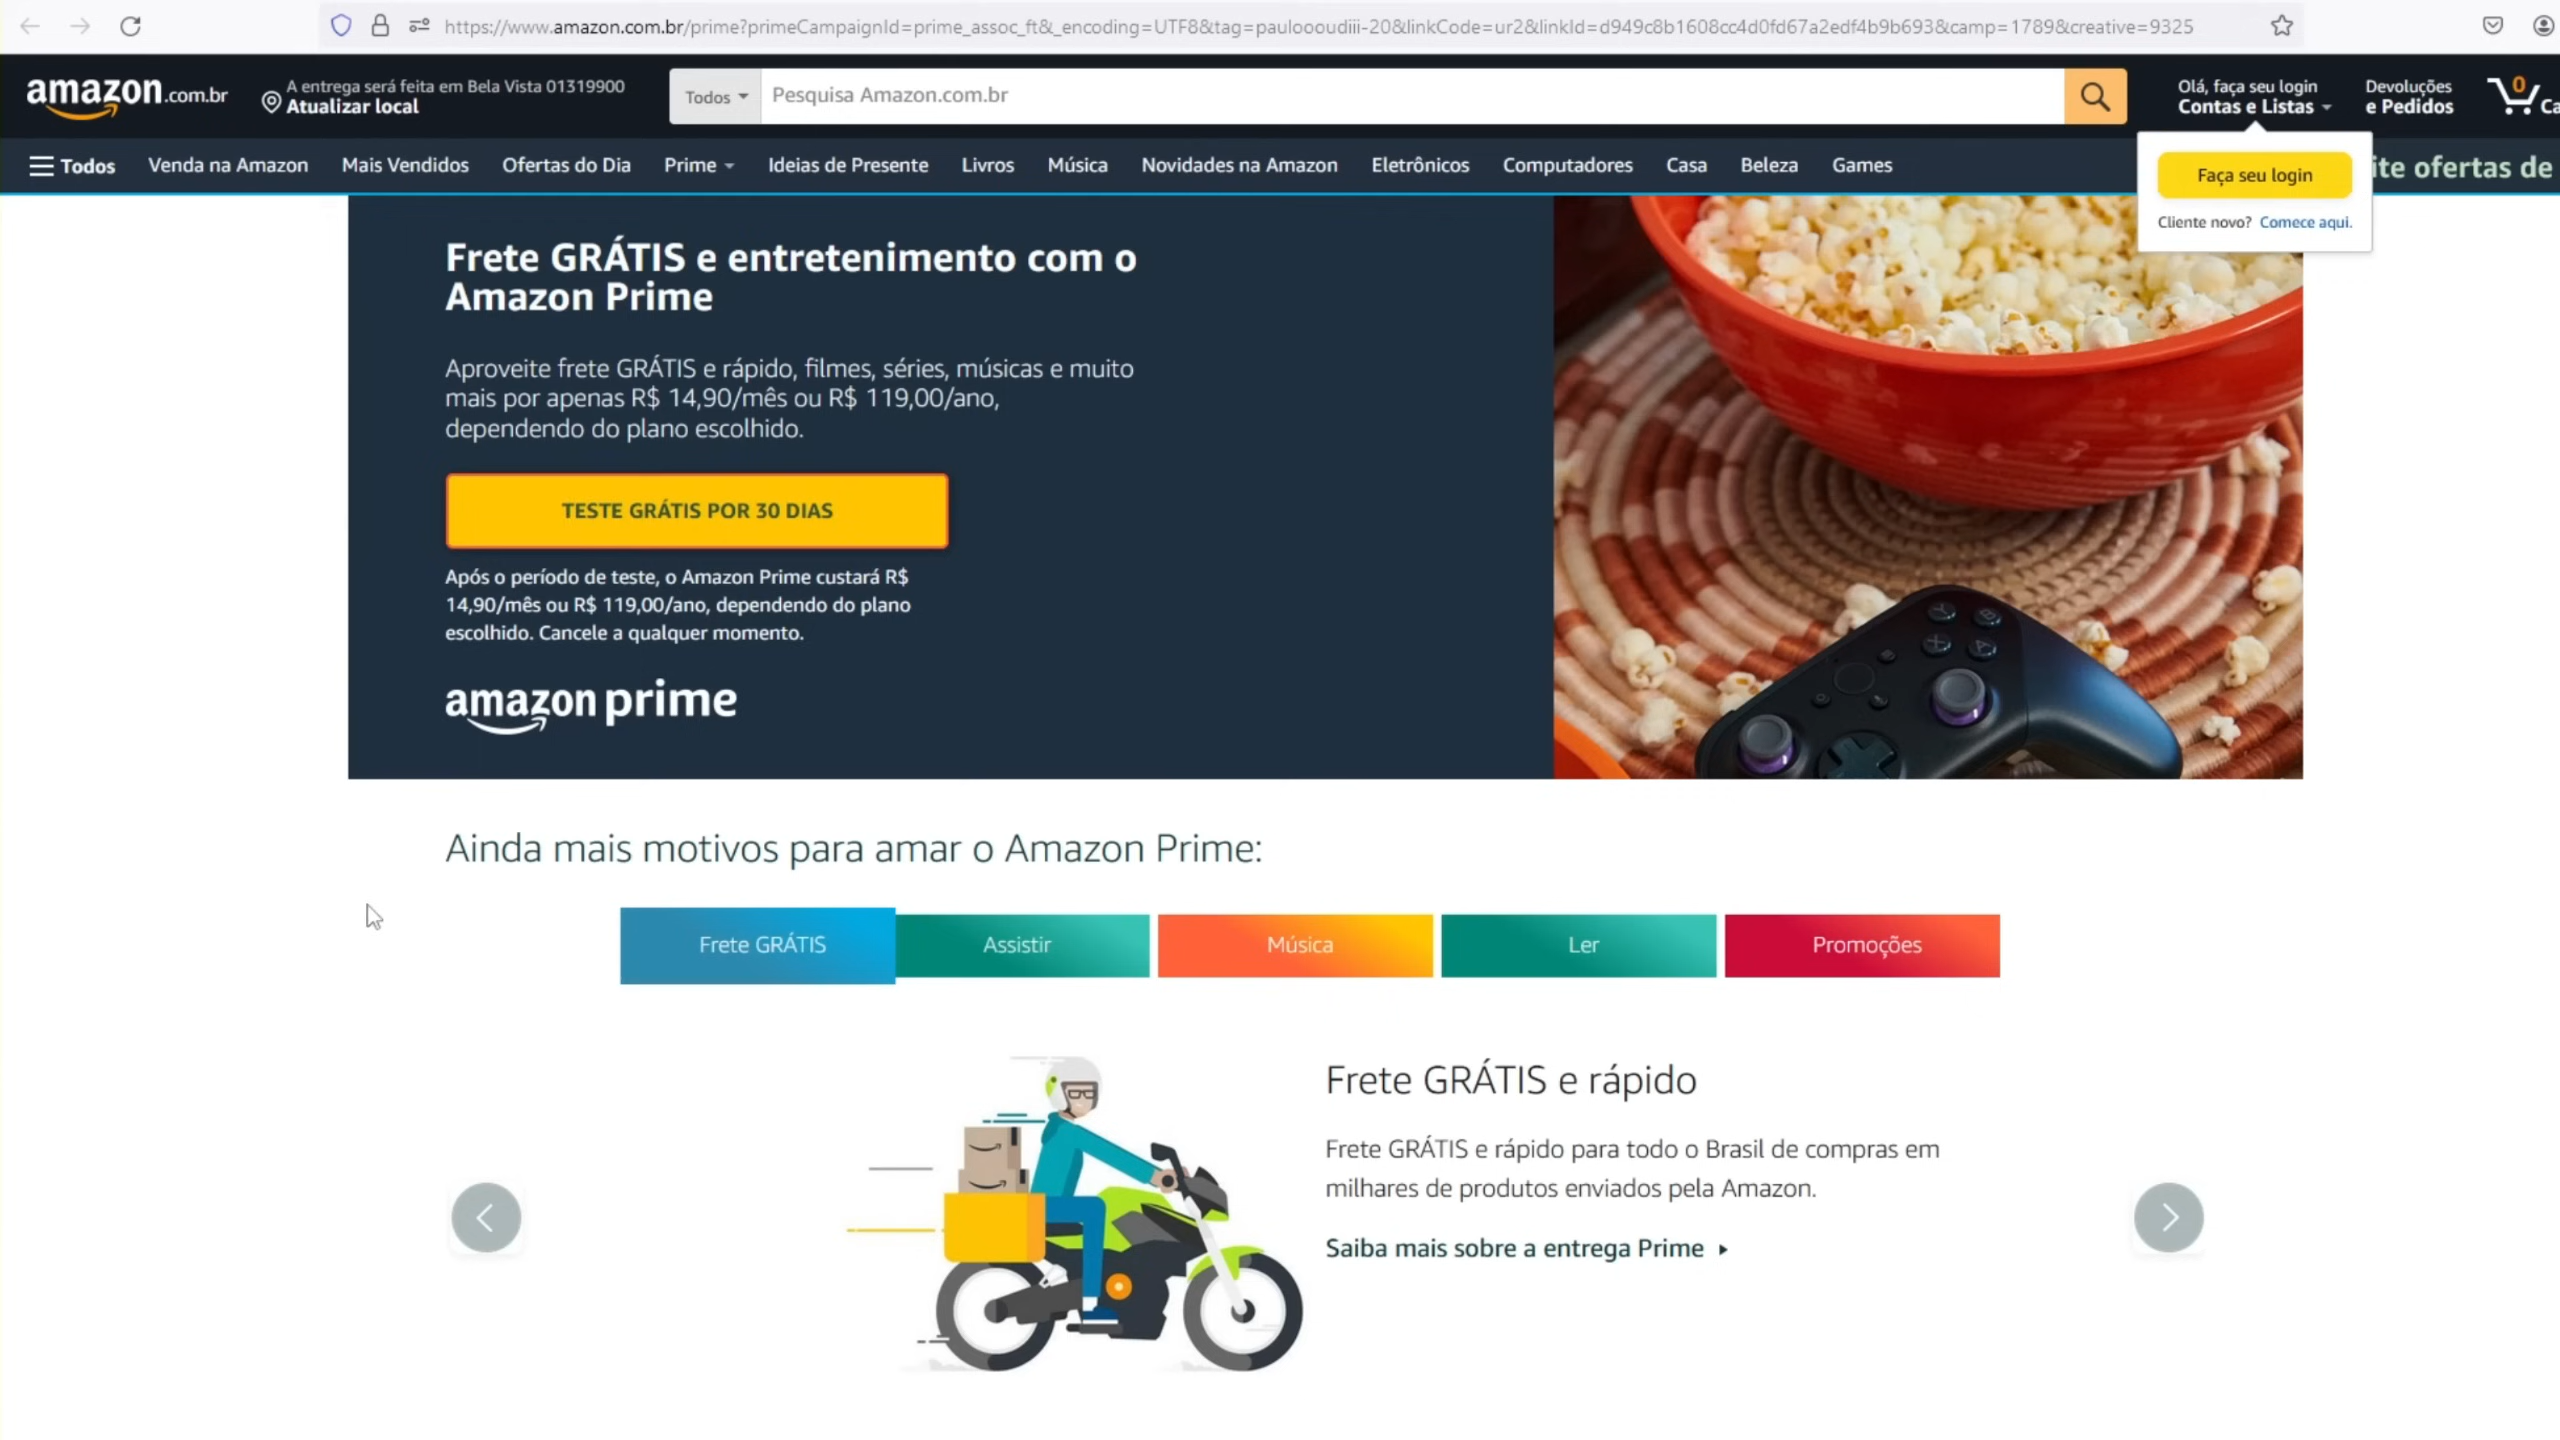 https://www.amazon.com.br/prime?primeCampaignId=prime_assoc_ft&_encoding=UTF8&tag=pauloooudiii-20&linkCode=ur2&linkId=d949c8b1608cc4d0fd67a2edf4b9b693&camp=1789&creative=9325
amazon.com.br
A entrega será feita em Bela Vista 01319900
Atualizar local
Todos
Pesquisa Amazon.com.br
Olá, faça seu login
Contas e Listas
Devoluções
e Pedidos
0
Ca
Todos
Venda na Amazon
Mais Vendidos
Ofertas do Dia
Prime
Ideias de Presente
Livros
Música
Novidades na Amazon
Eletrônicos
Computadores
Casa
Beleza
Games
ite ofertas de
Faça seu login
Cliente novo? Comece aqui.
Frete GRÁTIS e entretenimento com o
Amazon Prime
Aproveite frete GRÁTIS e rápido, filmes, séries, músicas e muito
mais por apenas R$ 14,90/mês ou R$ 119,00/ano,
dependendo do plano escolhido.
TESTE GRÁTIS POR 30 DIAS
Após o período de teste, o Amazon Prime custará R$
14,90/mês ou R$ 119,00/ano, dependendo do plano
escolhido. Cancele a qualquer momento.
amazon prime
Y
B
X
A
Ainda mais motivos para amar o Amazon Prime:
Frete GRÁTIS
Assistir
Música
Ler
Promoções
Frete GRÁTIS e rápido
Frete GRÁTIS e rápido para todo o Brasil de compras em
milhares de produtos enviados pela Amazon.
Saiba mais sobre a entrega Prime